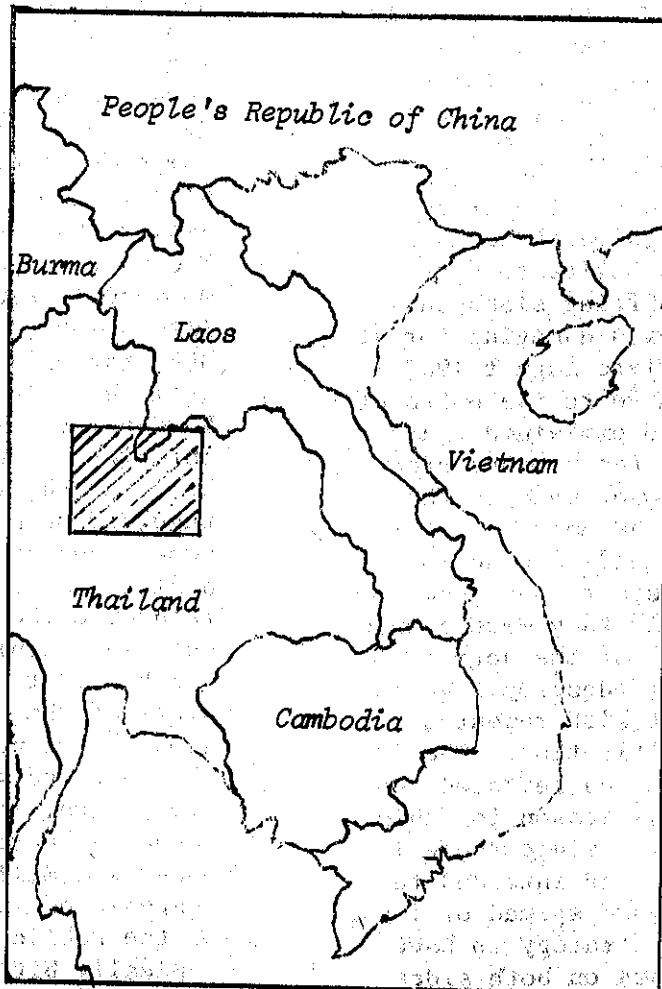 People's Republic of China
Burma
Laos
Vietnam
Thailand
Cambodia